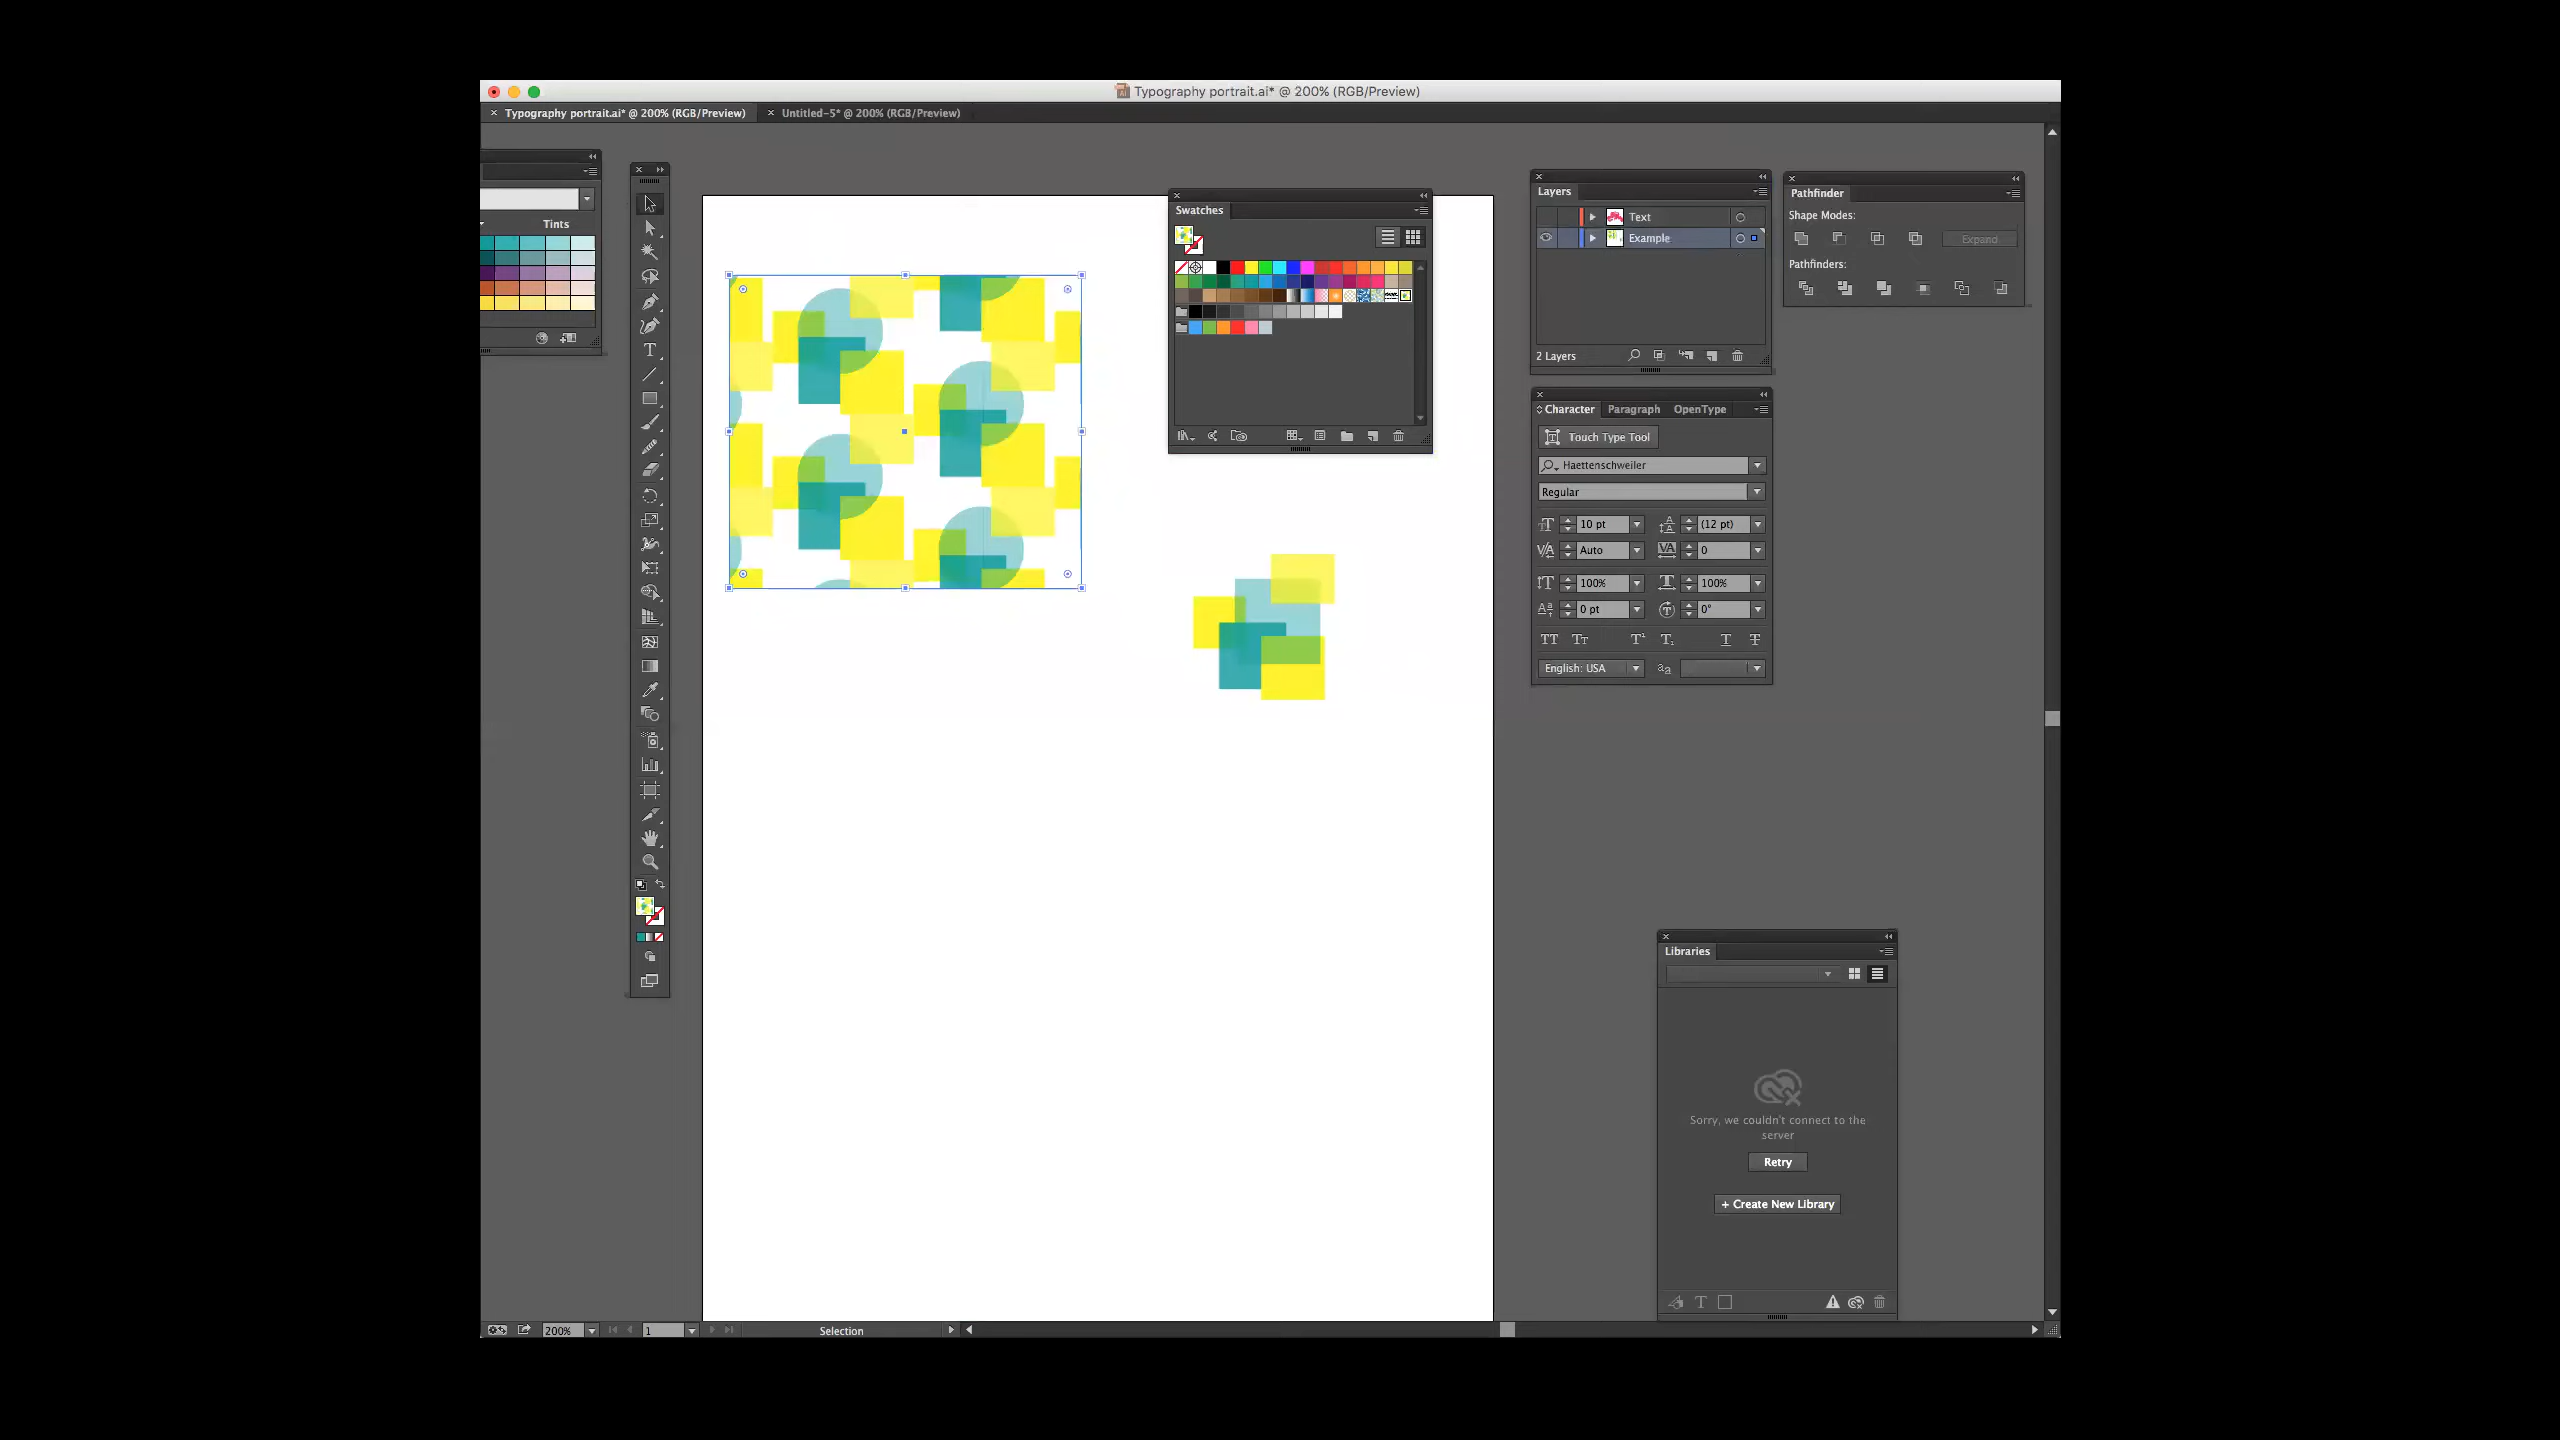 Typography portrait.ai* @ 200% (RGB/Preview)
Typography portrait.ai* @ 200% (RGB/Preview)
Untitled-5* @ 200% (RGB/Preview)
Tints
Swatches
Layers
Text
Example
2 Layers
Pathfinder
Shape Modes:
Expand
Pathfinders:
Character
Paragraph
OpenType
Touch Type Tool
Haettenschweiler
Regular
10 pt
(12 pt)
Auto
0
100%
100%
0 pt
0°
English: USA
Libraries
Sorry, we couldn't connect to the
server
Retry
+ Create New Library
200%
1
Selection